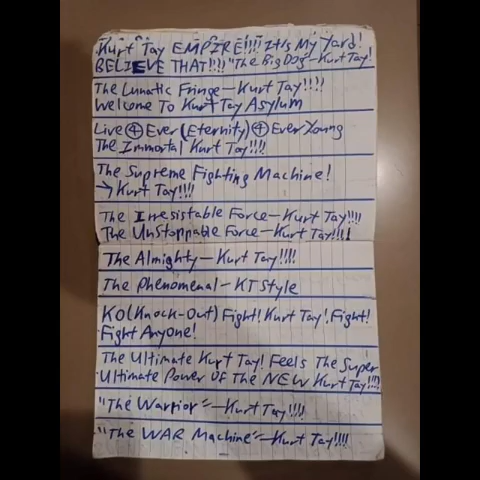 Kurt Tay EMPIRE!!!! It's My Yard!
BELIEVE THAT!!!! "The Big Dog"-Kurt Tay!
The Lunatic Fringe-Kurt Tay!!!!
Welcome To Kurt Tay Asylum
Live ④ Ever (Eternity) ④ Ever Young
The Immortal Kurt Tay!!!!
The Supreme Fighting Machine!
→Kurt Tay!!!!
The Irresistable Force-Kurt Tay!!!!
The Unstoppable Force-Kurt Tay!!!!
The Almighty-Kurt Tay!!!!
The Phenomenal-KT Style
KO(Knock-Out) Fight! Kurt Tay! Fight!
Fight Anyone!
The Ultimate Kurt Tay! Feels The Super
Ultimate Power Of The NEW Kurt Tay!!!!
"The Warrior"-Kurt Tay!!!!
"The WAR Machine"-Kurt Tay!!!!